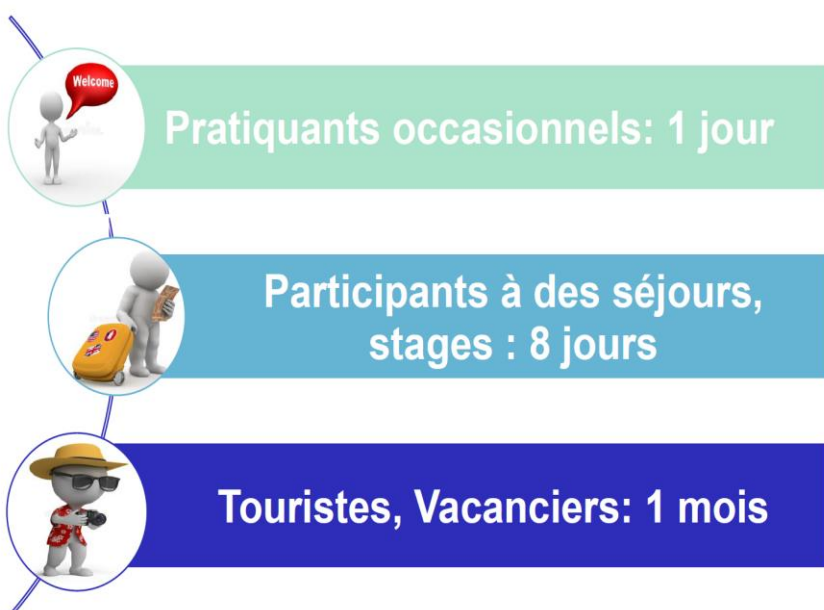 Welcome
Pratiquants occasionnels: 1 jour
Participants à des séjours,
stages : 8 jours
Touristes, Vacanciers: 1 mois